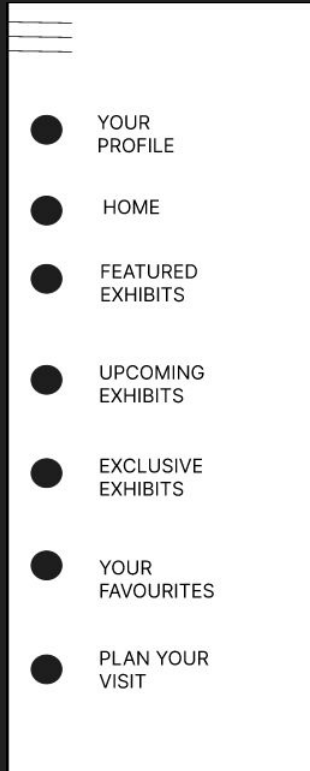 YOUR
PROFILE
HOME
FEATURED
EXHIBITS
UPCOMING
EXHIBITS
EXCLUSIVE
EXHIBITS
YOUR
FAVOURITES
PLAN YOUR
VISIT